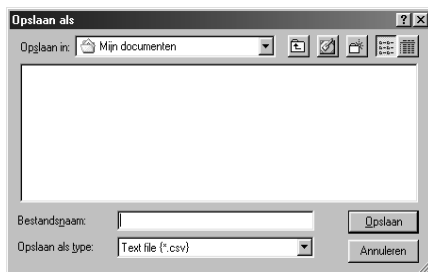 Opslaan als
Opslaan in: Mijn documenten
Bestandsnaam:
Opslaan
Opslaan als type: Text file {*.csv}
Annuleren